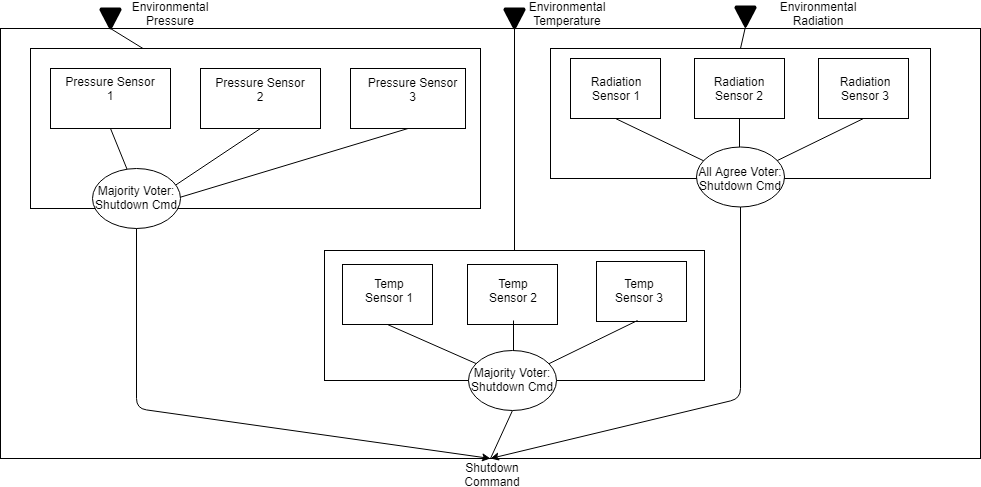 Environmental
Pressure
Environmental
Temperature
Environmental
Radiation
Pressure Sensor
1
Pressure Sensor
2
Pressure Sensor
3
Radiation
Sensor 1
Radiation
Sensor 2
Radiation
Sensor 3
Majority Voter:
Shutdown Cmd
All Agree Voter:
Shutdown Cmd
Temp
Sensor 1
Temp
Sensor 2
Temp
Sensor 3
Majority Voter:
Shutdown Cmd
Shutdown
Command